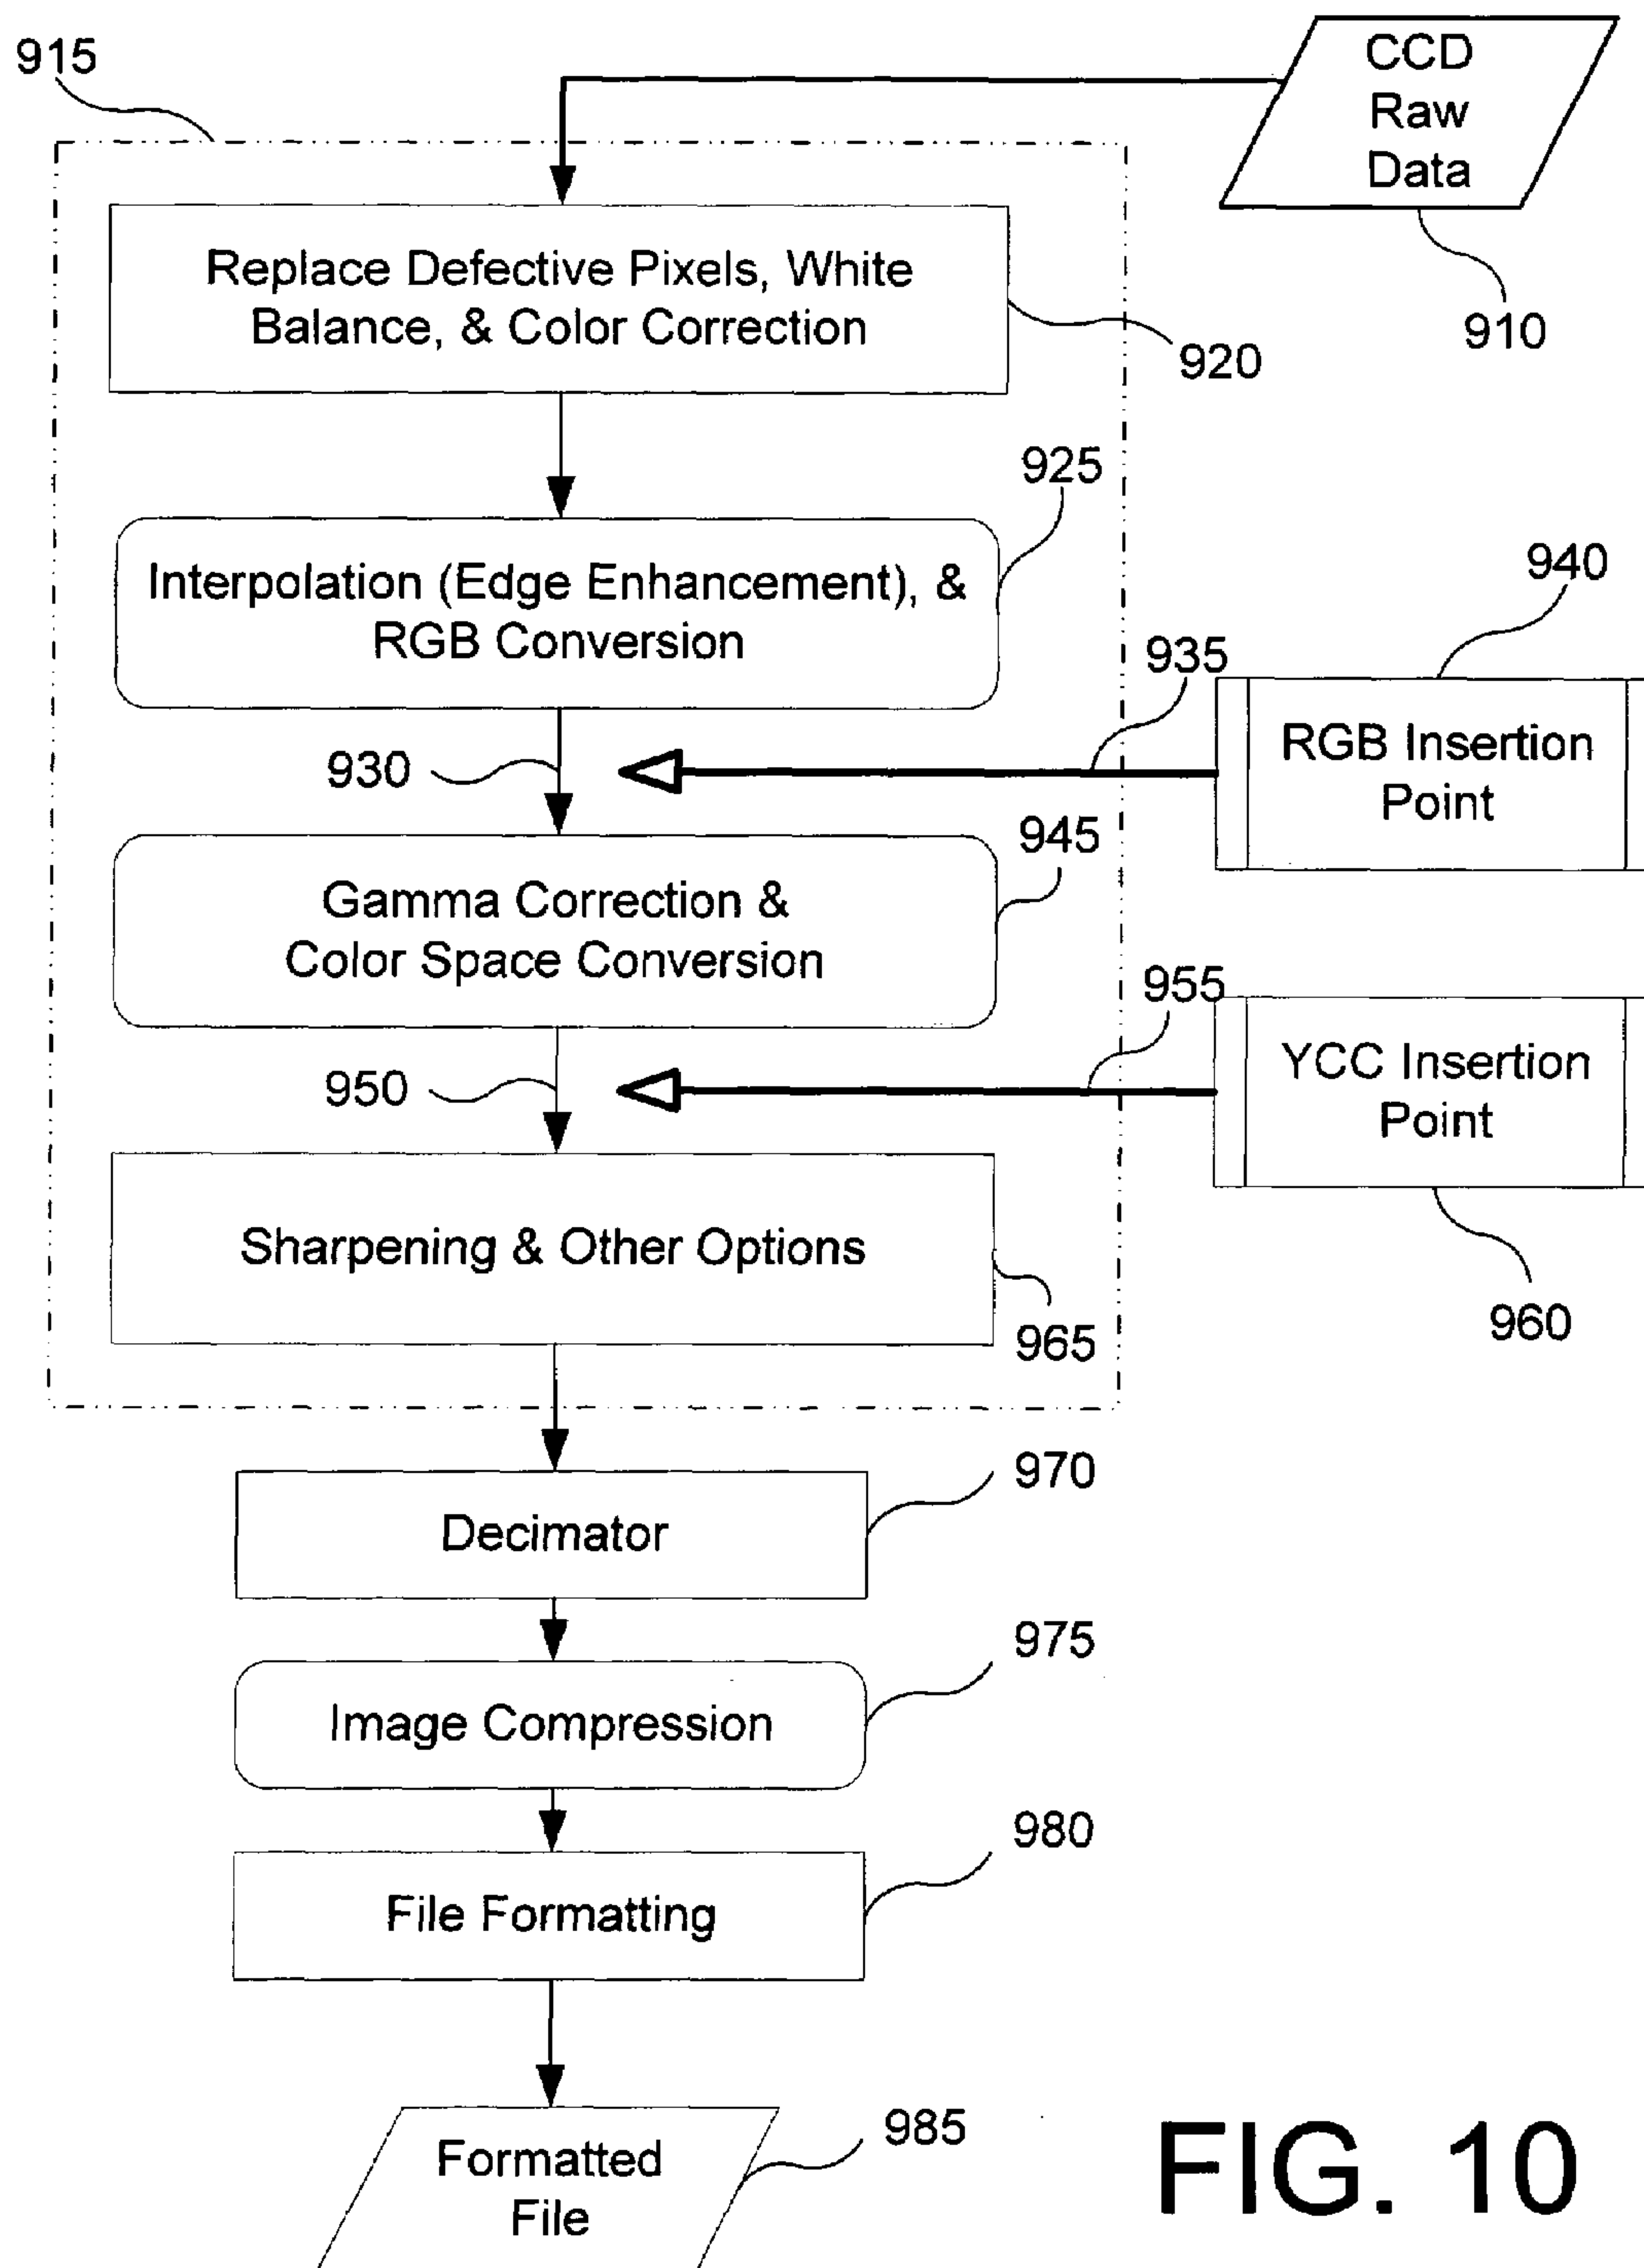 915
CCD
Raw
Data
910
Replace Defective Pixels, White
Balance, & Color Correction
920
925
Interpolation (Edge Enhancement), &
RGB Conversion
940
935
RGB Insertion
Point
930
945
Gamma Correction &
Color Space Conversion
955
YCC Insertion
Point
950
960
Sharpening & Other Options
965
970
Decimator
975
Image Compression
980
File Formatting
985
Formatted
File
FIG. 10